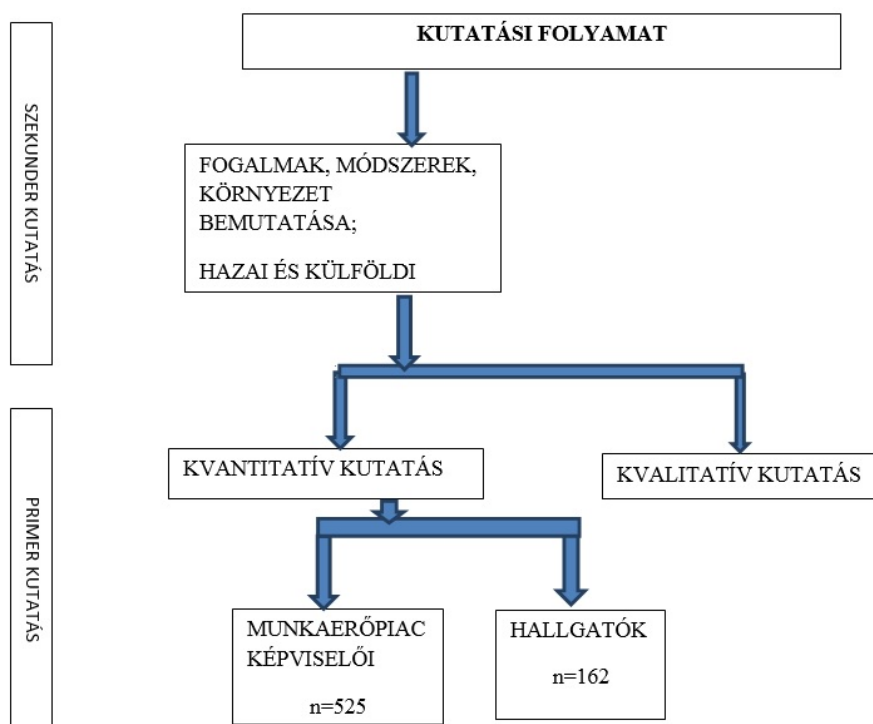 KUTATÁSI FOLYAMAT
SZEKUNDER KUTATÁS
FOGALMAK, MÓDSZEREK,
KÖRNYEZET
BEMUTATÁSA;
HAZAI ÉS KÜLFÖLDI
PRIMER KUTATÁS
KVANTITATÍV KUTATÁS
KVALITATÍV KUTATÁS
MUNKAERŐPIAC
KÉPVISELŐI
n=525
HALLGATÓK
n=162